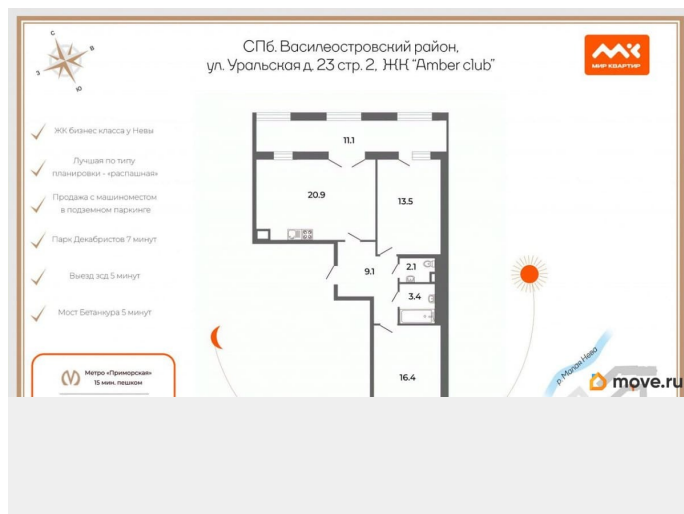 СПб. Василеостровский район,
ул. Уральская д. 23 стр. 2, ЖК "Amber club"
МИР КВАРТИР
С
В
З
Ю
ЖК бизнес класса у Невы
Лучшая по типу
планировки - «распашная»
Продажа с машиноместом
в подземном паркинге
Парк Декабристов 7 минут
Выезд зсд 5 минут
Мост Бетанкура 5 минут
Метро «Приморская»
15 мин. пешком
11.1
20.9
13.5
9.1
2.1
3.4
16.4
р. Малая Нева
move.ru